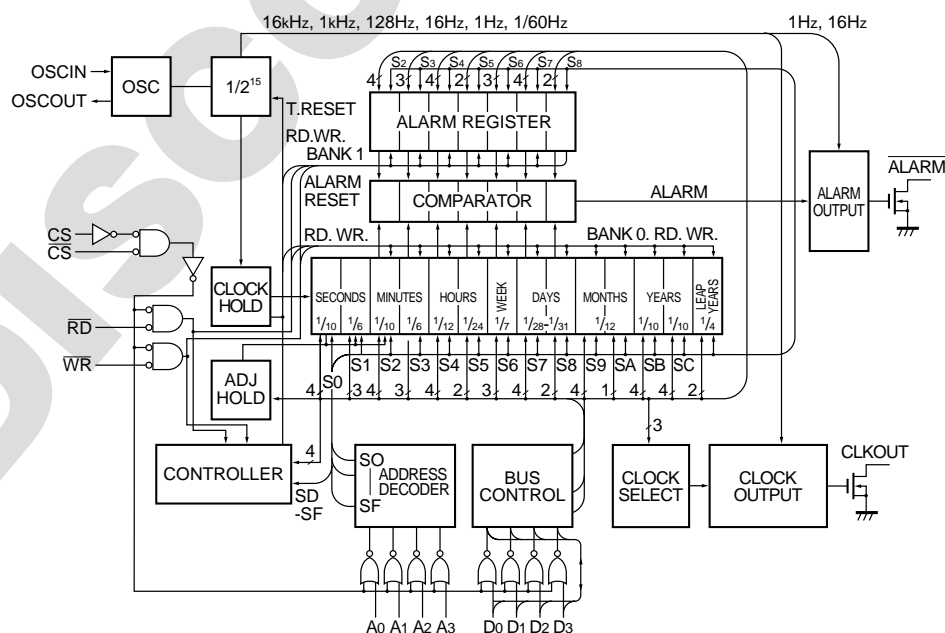 16kHz, 1kHz, 128Hz, 16Hz, 1Hz, 1/60Hz
1Hz, 16Hz
S2 S3 S4 S5 S6 S7 S8
4 3 4 2 3 4 2
OSCIN
OSCOUT
OSC
1/2¹⁵
T.RESET
RD.WR.
BANK 1
ALARM REGISTER
ALARM RESET
COMPARATOR
ALARM
ALARM OUTPUT
ALARM
CS
CS
RD. WR.
BANK 0. RD. WR.
CLOCK HOLD
SECONDS MINUTES HOURS WEEK DAYS MONTHS YEARS LEAP YEARS
1/10 1/6 1/10 1/6 1/12 1/24 1/7 1/28-1/31 1/12 1/10 1/10 1/4
RD
WR
S0 S1 S2 S3 S4 S5 S6 S7 S8 S9 SA SB SC
ADJ HOLD
4 3 4 3 4 2 3 4 2 4 1 4 4 2
3
CONTROLLER
4
SD
-SF
SO
SF
ADDRESS DECODER
BUS CONTROL
CLOCK SELECT
CLOCK OUTPUT
CLKOUT
A0 A1 A2 A3
D0 D1 D2 D3
Disco